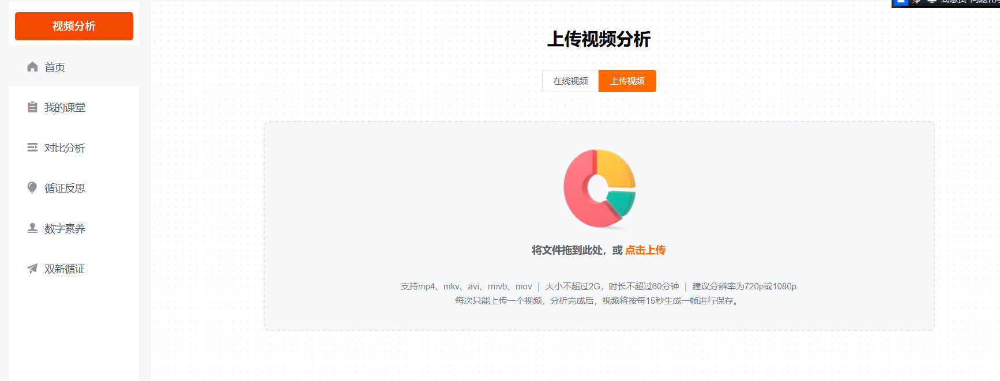 视频分析
首页
我的课堂
对比分析
循证反思
数字素养
双新循证
上传视频分析
在线视频
上传视频
将文件拖到此处，或 点击上传
支持mp4、mkv、avi、rmvb、mov | 大小不超过2G，时长不超过60分钟 | 建议分辨率为720p或1080p
每次只能上传一个视频，分析完成后，视频将按每15秒生成一帧进行保存。